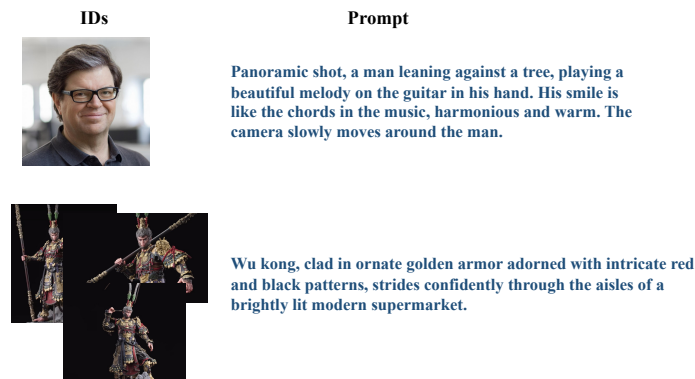 IDs
Prompt
Panoramic shot, a man leaning against a tree, playing a
beautiful melody on the guitar in his hand. His smile is
like the chords in the music, harmonious and warm. The
camera slowly moves around the man.
Wu kong, clad in ornate golden armor adorned with intricate red
and black patterns, strides confidently through the aisles of a
brightly lit modern supermarket.